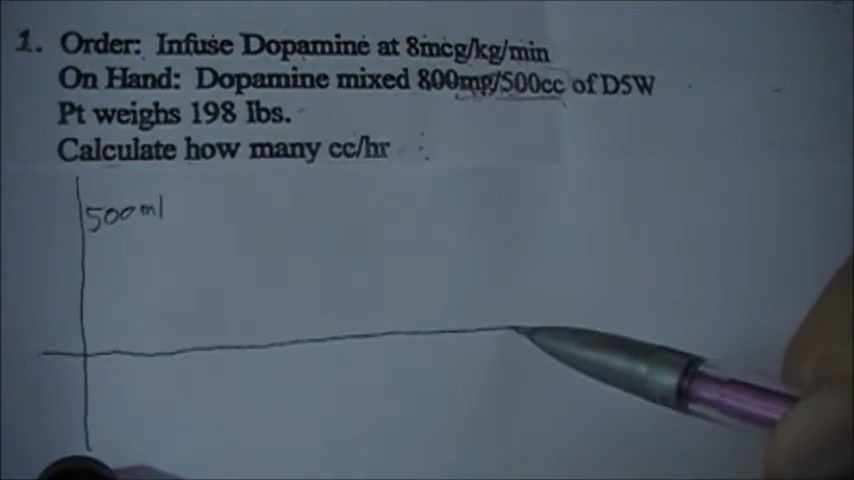 1. Order: Infuse Dopamine at 8mcg/kg/min
On Hand: Dopamine mixed 800mg/500cc of D5W
Pt weighs 198 lbs.
Calculate how many cc/hr
500ml